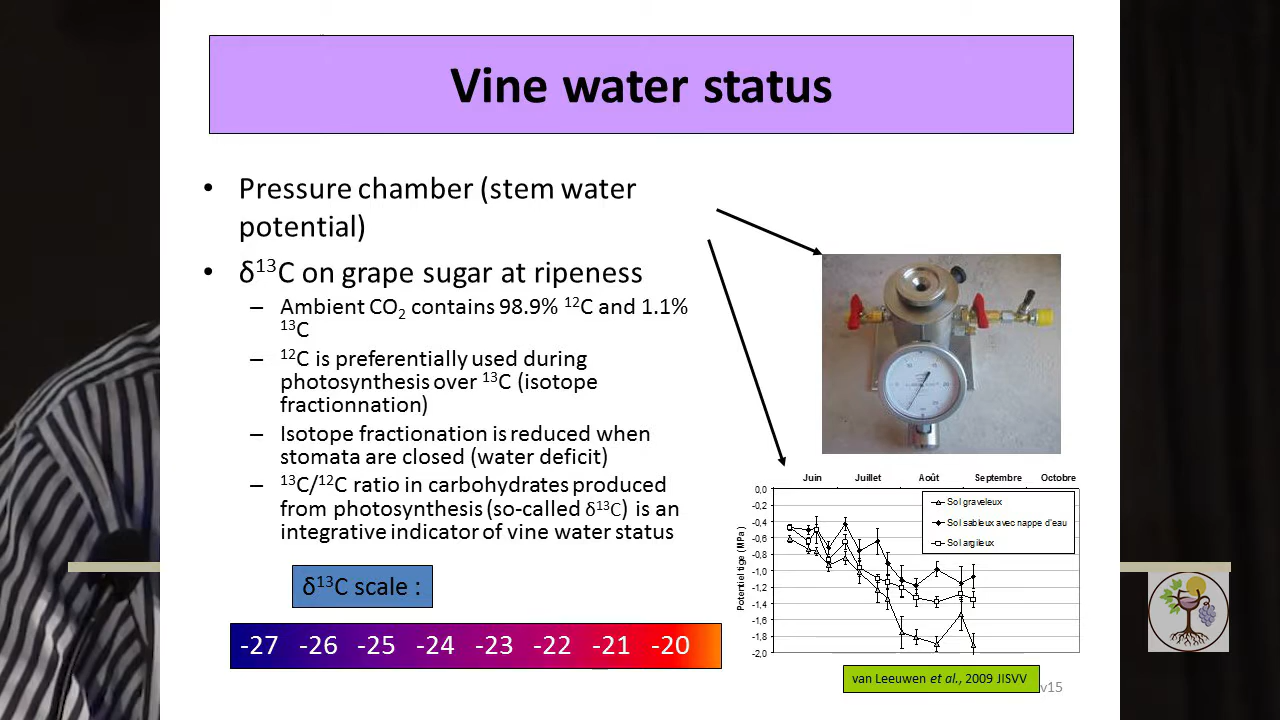 Vine water status
• Pressure chamber (stem water
potential)
• δ¹³C on grape sugar at ripeness
– Ambient CO₂ contains 98.9% ¹²C and 1.1%
¹³C
– ¹²C is preferentially used during
photosynthesis over ¹³C (isotope
fractionnation)
– Isotope fractionation is reduced when
stomata are closed (water deficit)
– ¹³C/¹²C ratio in carbohydrates produced
from photosynthesis (so-called δ¹³C) is an
integrative indicator of vine water status
δ¹³C scale :
-27 -26 -25 -24 -23 -22 -21 -20
Juin Juillet Août Septembre Octobre
0,0
-0,2
-0,4
-0,6
-0,8
-1,0
-1,2
-1,4
-1,6
-1,8
-2,0
Potentiel tige (MPa)
Sol graveleux
Sol sableux avec nappe d'eau
Sol argileux
van Leeuwen et al., 2009 JISVV
v15